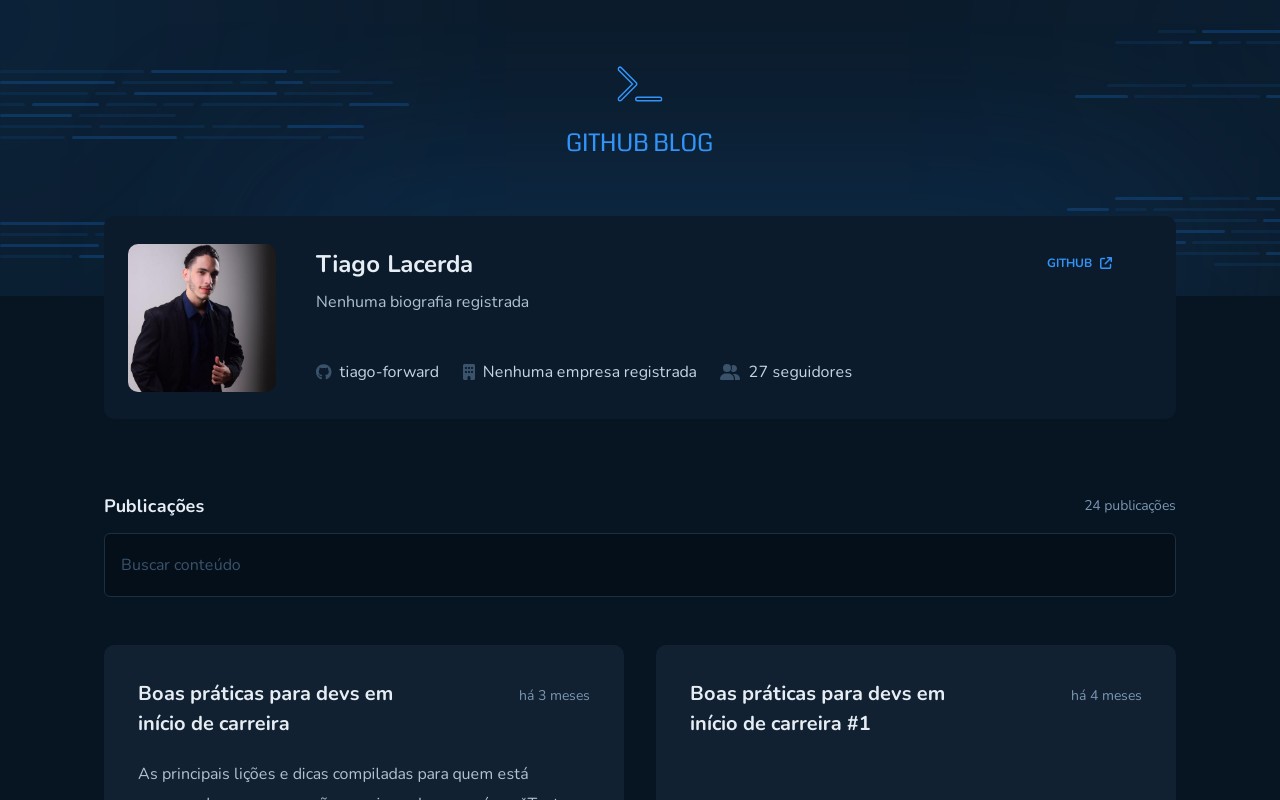 GITHUB BLOG
Tiago Lacerda
GITHUB
Nenhuma biografia registrada
tiago-forward
Nenhuma empresa registrada
27 seguidores
Publicações
24 publicações
Buscar conteúdo
Boas práticas para devs em
início de carreira
há 3 meses
Boas práticas para devs em
início de carreira #1
há 4 meses
As principais lições e dicas compiladas para quem está